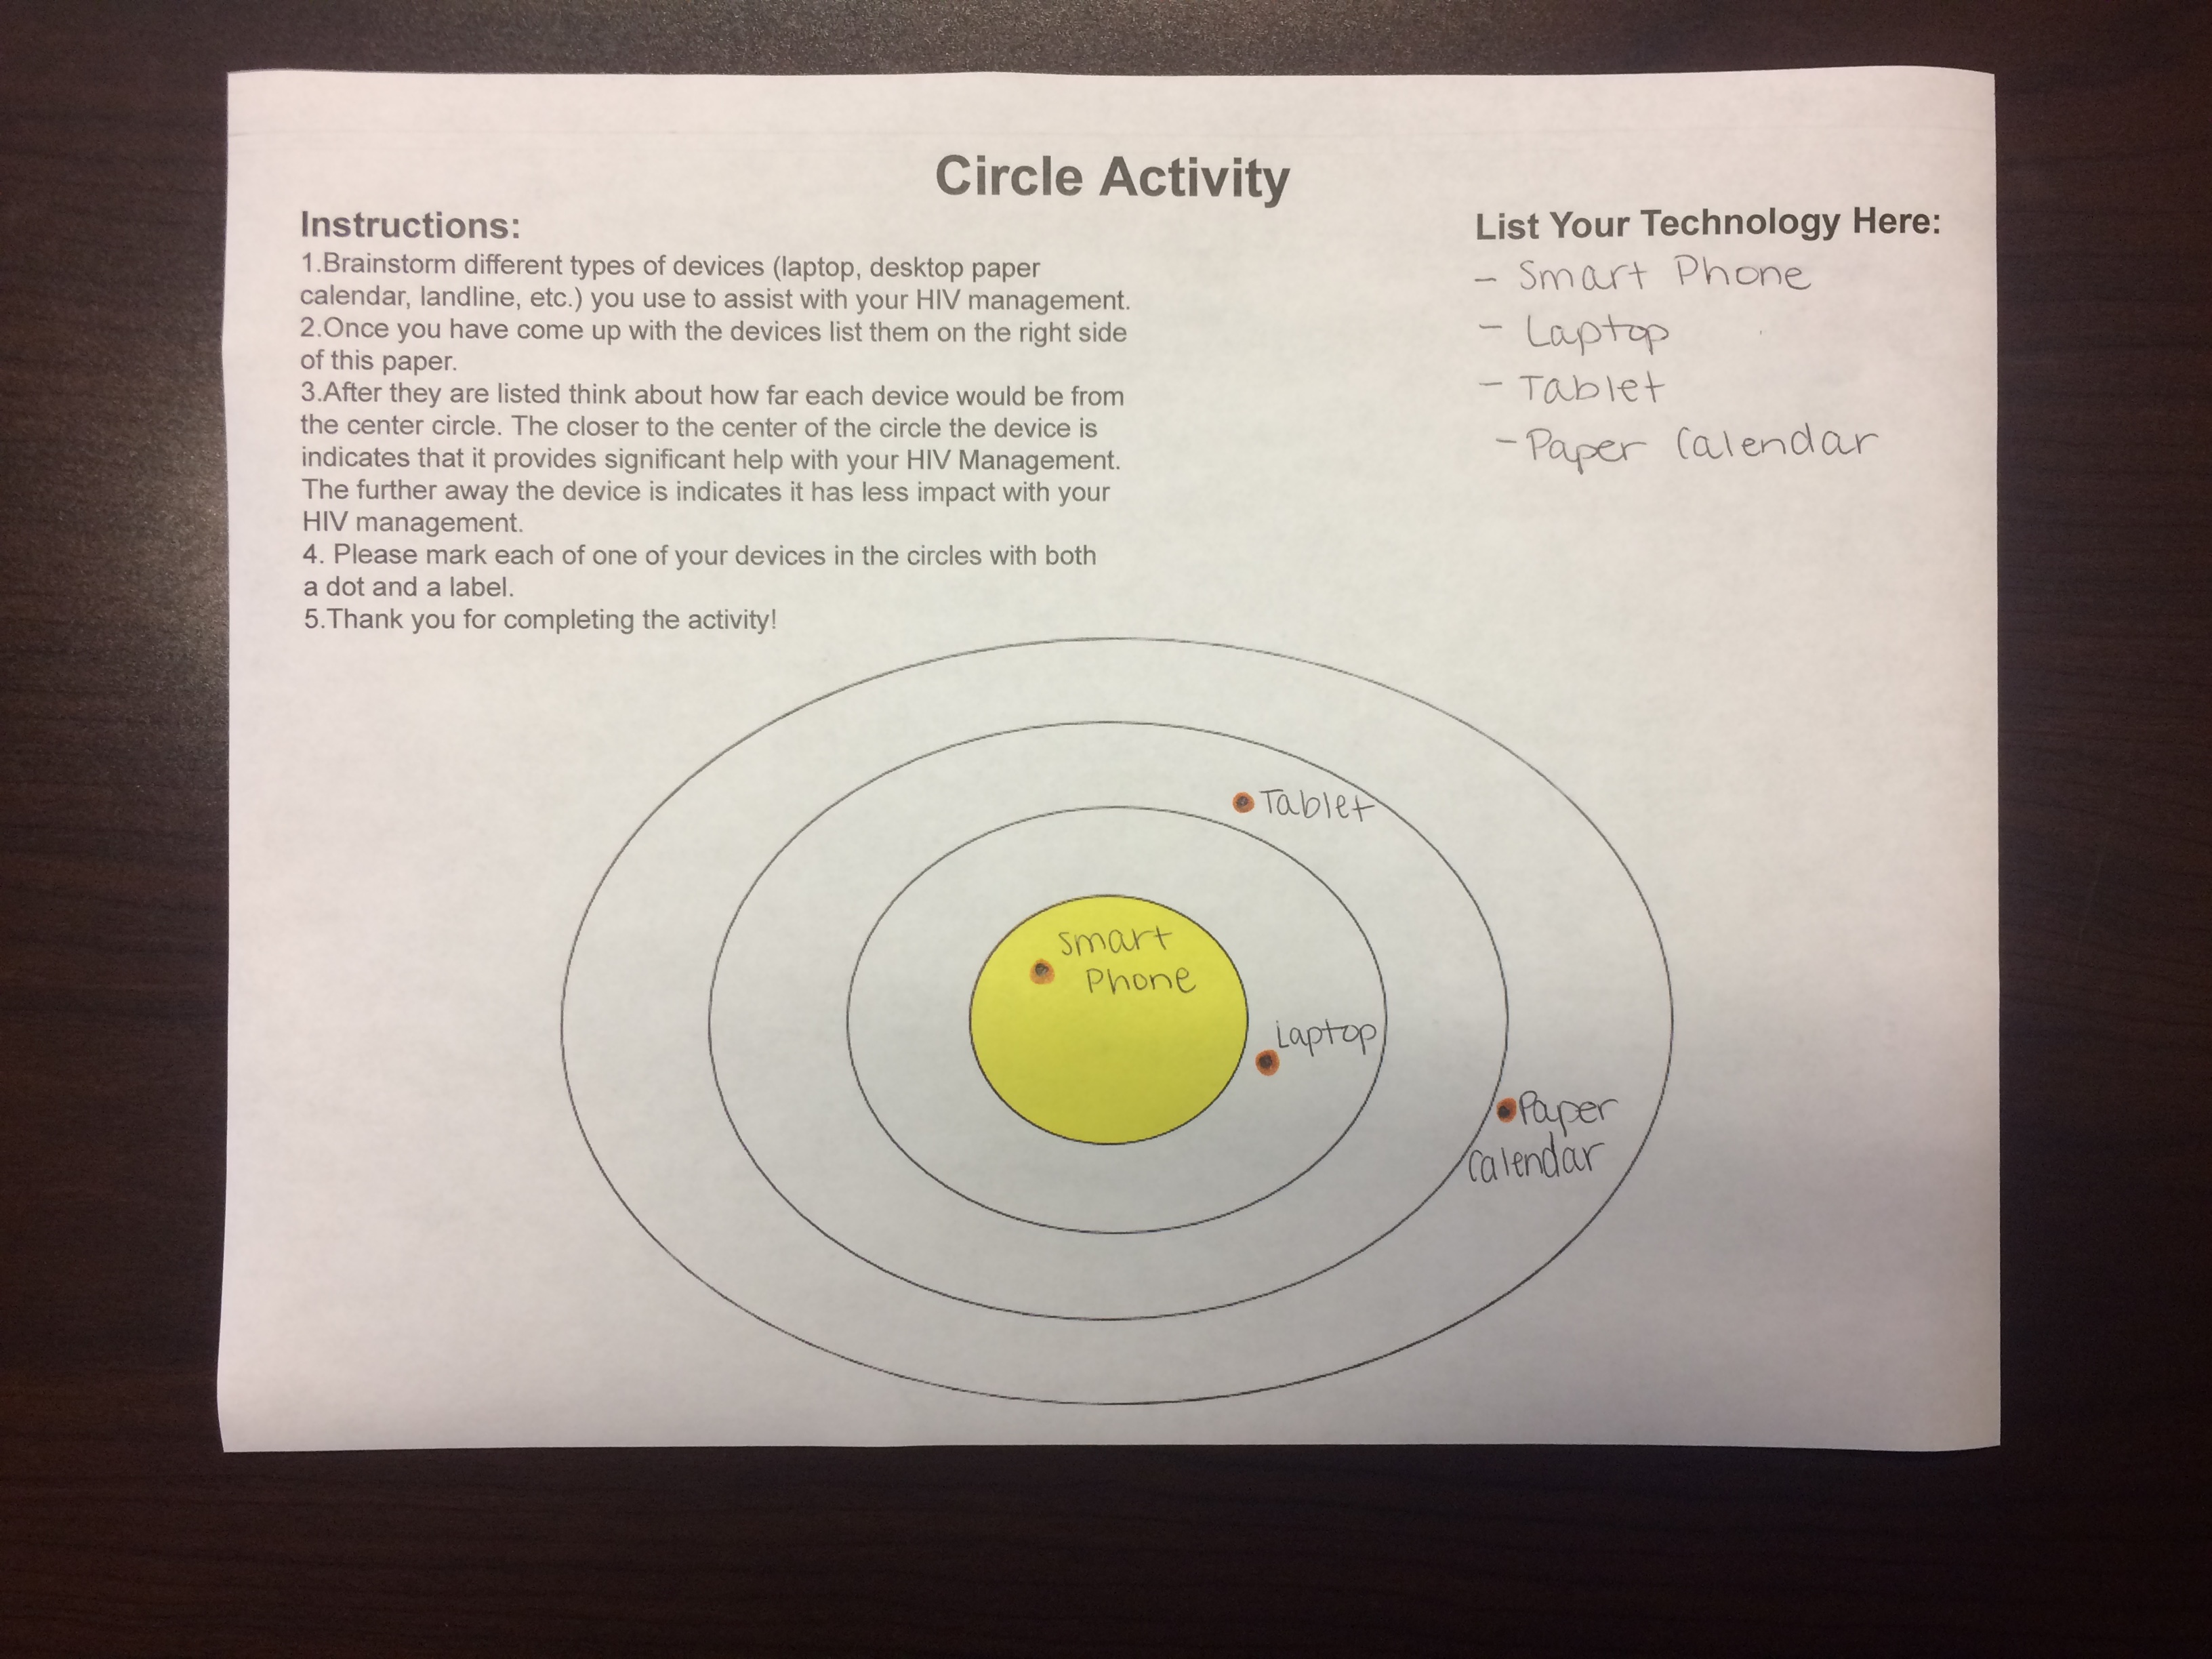 Circle Activity
Instructions:
1.Brainstorm different types of devices (laptop, desktop paper
calendar, landline, etc.) you use to assist with your HIV management.
2.Once you have come up with the devices list them on the right side
of this paper.
3.After they are listed think about how far each device would be from
the center circle. The closer to the center of the circle the device is
indicates that it provides significant help with your HIV Management.
The further away the device is indicates it has less impact with your
HIV management.
4. Please mark each of one of your devices in the circles with both
a dot and a label.
5.Thank you for completing the activity!
List Your Technology Here:
- Smart Phone
- Laptop
- Tablet
- Paper Calendar
Tablet
Smart
Phone
Laptop
Paper
Calendar